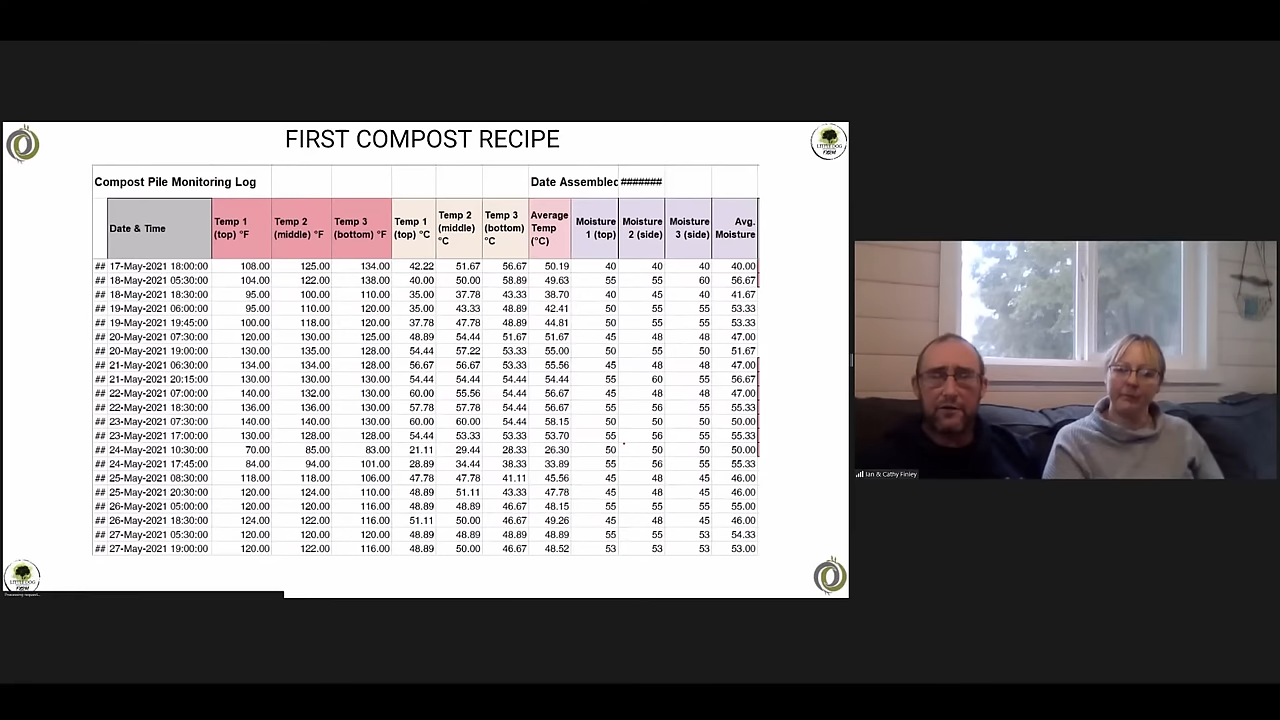 FIRST COMPOST RECIPE
Compost Pile Monitoring Log Date Assembled #######
Date & Time Temp 1 (top) °F Temp 2 (middle) °F Temp 3 (bottom) °F Temp 1 (top) °C Temp 2 (middle) °C Temp 3 (bottom) °C Average Temp (°C) Moisture 1 (top) Moisture 2 (side) Moisture 3 (side) Avg. Moisture
## 17-May-2021 18:00:00 108.00 125.00 134.00 42.22 51.67 56.67 50.19 40 40 40 40.00
## 18-May-2021 05:30:00 104.00 122.00 138.00 40.00 50.00 58.89 49.63 55 55 60 56.67
## 18-May-2021 18:30:00 95.00 100.00 110.00 35.00 37.78 43.33 38.70 40 45 40 41.67
## 19-May-2021 06:00:00 95.00 110.00 120.00 35.00 43.33 48.89 42.41 50 55 55 53.33
## 19-May-2021 19:45:00 100.00 118.00 120.00 37.78 47.78 48.89 44.81 50 55 55 53.33
## 20-May-2021 07:30:00 120.00 130.00 125.00 48.89 54.44 51.67 51.67 45 48 48 47.00
## 20-May-2021 19:00:00 130.00 135.00 128.00 54.44 57.22 53.33 55.00 50 55 50 51.67
## 21-May-2021 06:30:00 134.00 134.00 128.00 56.67 56.67 53.33 55.56 45 48 48 47.00
## 21-May-2021 20:15:00 130.00 130.00 130.00 54.44 54.44 54.44 54.44 55 60 55 56.67
## 22-May-2021 07:00:00 140.00 132.00 130.00 60.00 55.56 54.44 56.67 45 48 48 47.00
## 22-May-2021 18:30:00 136.00 136.00 130.00 57.78 57.78 54.44 56.67 55 56 55 55.33
## 23-May-2021 07:30:00 140.00 140.00 130.00 60.00 60.00 54.44 58.15 50 50 50 50.00
## 23-May-2021 17:00:00 130.00 128.00 128.00 54.44 53.33 53.33 53.70 55 56 55 55.33
## 24-May-2021 10:30:00 70.00 85.00 83.00 21.11 29.44 28.33 26.30 50 50 50 50.00
## 24-May-2021 17:45:00 84.00 94.00 101.00 28.89 34.44 38.33 33.89 55 56 55 55.33
## 25-May-2021 08:30:00 118.00 118.00 106.00 47.78 47.78 41.11 45.56 45 48 45 46.00
## 25-May-2021 20:30:00 120.00 124.00 110.00 48.89 51.11 43.33 47.78 45 48 45 46.00
## 26-May-2021 05:00:00 120.00 120.00 116.00 48.89 48.89 46.67 48.15 55 55 55 55.00
## 26-May-2021 18:30:00 124.00 122.00 116.00 51.11 50.00 46.67 49.26 45 48 45 46.00
## 27-May-2021 05:30:00 120.00 120.00 120.00 48.89 48.89 48.89 48.89 55 55 53 54.33
## 27-May-2021 19:00:00 120.00 122.00 116.00 48.89 50.00 46.67 48.52 53 53 53 53.00
Ian & Cathy Finley
LITTLE DOG
FARM